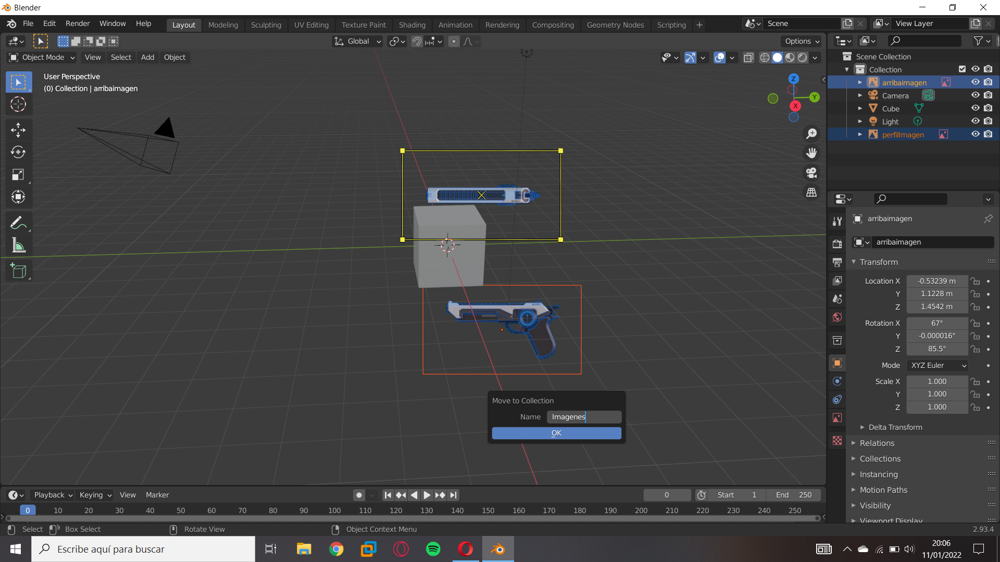 Blender
File Edit Render Window Help Layout Modeling Sculpting UV Editing Texture Paint Shading Animation Rendering Compositing Geometry Nodes Scripting + Scene View Layer
Global Options
Object Mode View Select Add Object
User Perspective
(0) Collection | arribaimagen
Z
Y
X
Scene Collection
Collection
arribaimagen
Camera
Cube
Light
perfilImagen
arribaimagen
arribaimagen
Transform
Location X -0.53239 m
Y 1.1228 m
Z 1.4542 m
Rotation X 67°
Y -0.000016°
Z 85.5°
Mode XYZ Euler
Scale X 1.000
Y 1.000
Z 1.000
Delta Transform
Relations
Collections
Instancing
Motion Paths
Visibility
Viewport Display
Move to Collection
Name Imagenes
OK
Playback Keying View Marker 0 Start 1 End 250
0 10 20 30 40 50 60 70 80 90 100 110 120 130 140 150 160 170 180 190 200 210 220 230 240 250
Select Box Select Rotate View Object Context Menu 2.93.4
Escribe aquí para buscar
20:06
11/01/2022